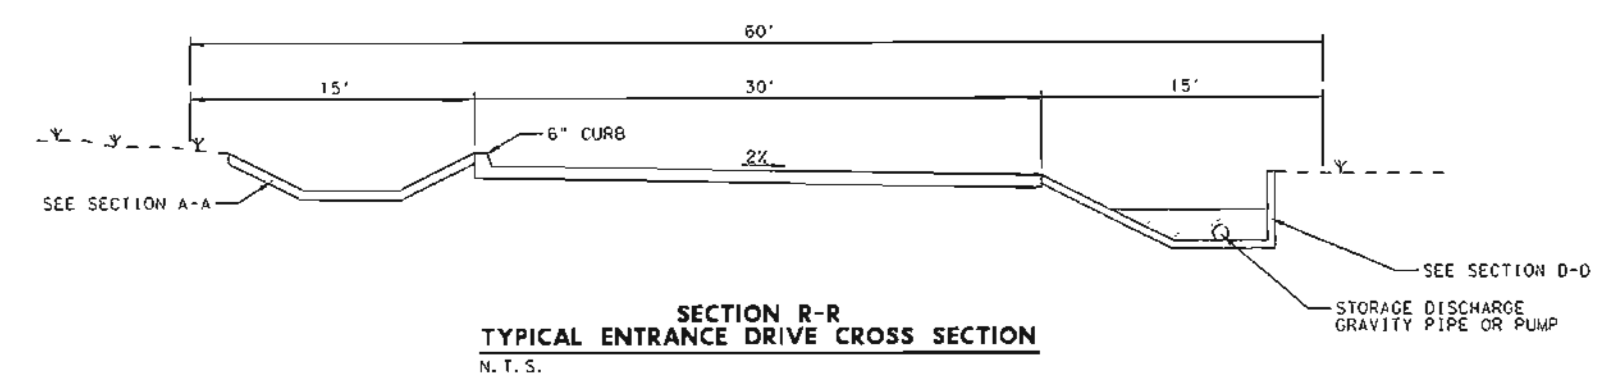 60'
15'
30'
15'
6" CURB
2%
SEE SECTION A-A
SEE SECTION D-D
STORAGE DISCHARGE
GRAVITY PIPE OR PUMP
SECTION R-R
TYPICAL ENTRANCE DRIVE CROSS SECTION
N.T.S.